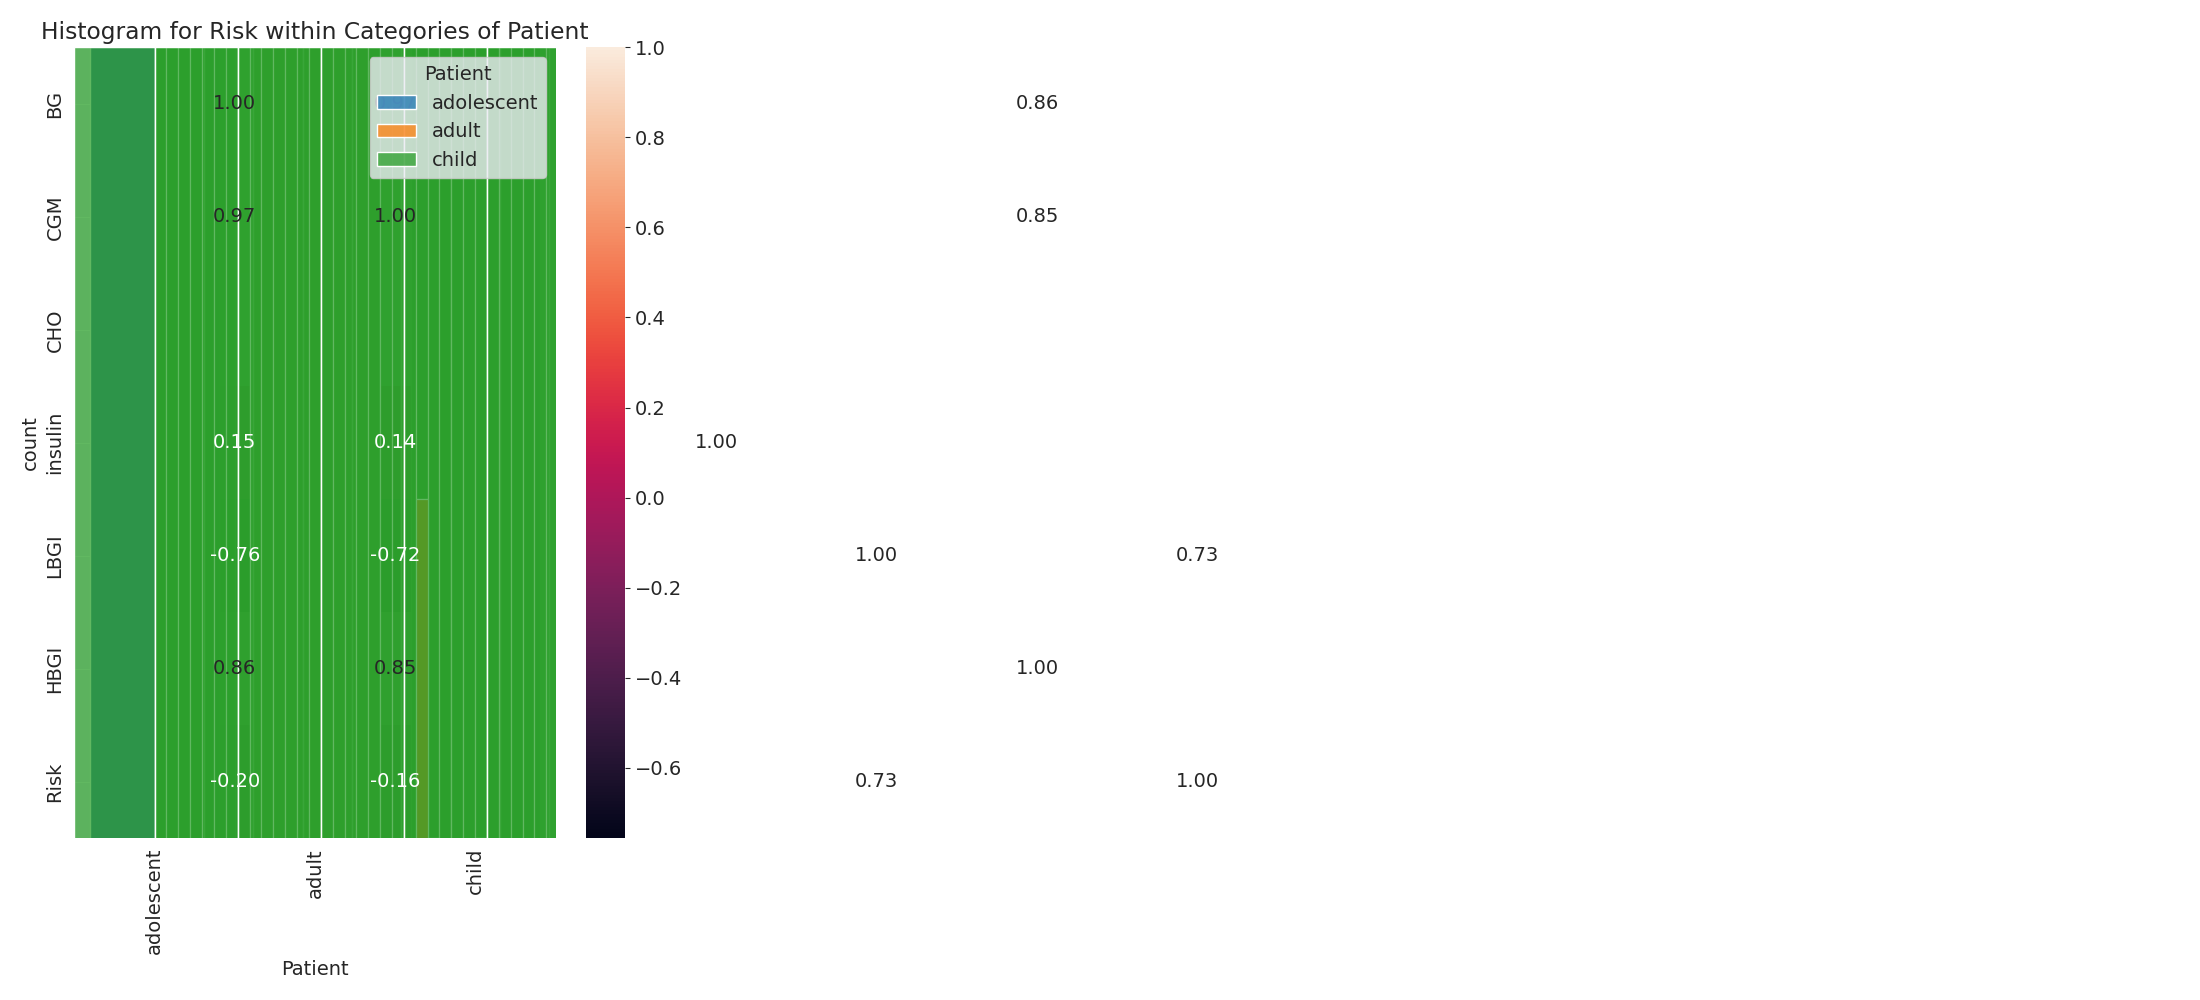 Histogram for Risk within Categories of Patient
Patient
adolescent
adult
child
BG
CGM
CHO
insulin
LBGI
HBGI
Risk
count
1.00
0.86
0.97
1.00
0.85
0.15
0.14
1.00
-0.76
-0.72
1.00
0.73
0.86
0.85
1.00
-0.20
-0.16
0.73
1.00
1.0
0.8
0.6
0.4
0.2
0.0
−0.2
−0.4
−0.6
adolescent
adult
child
Patient